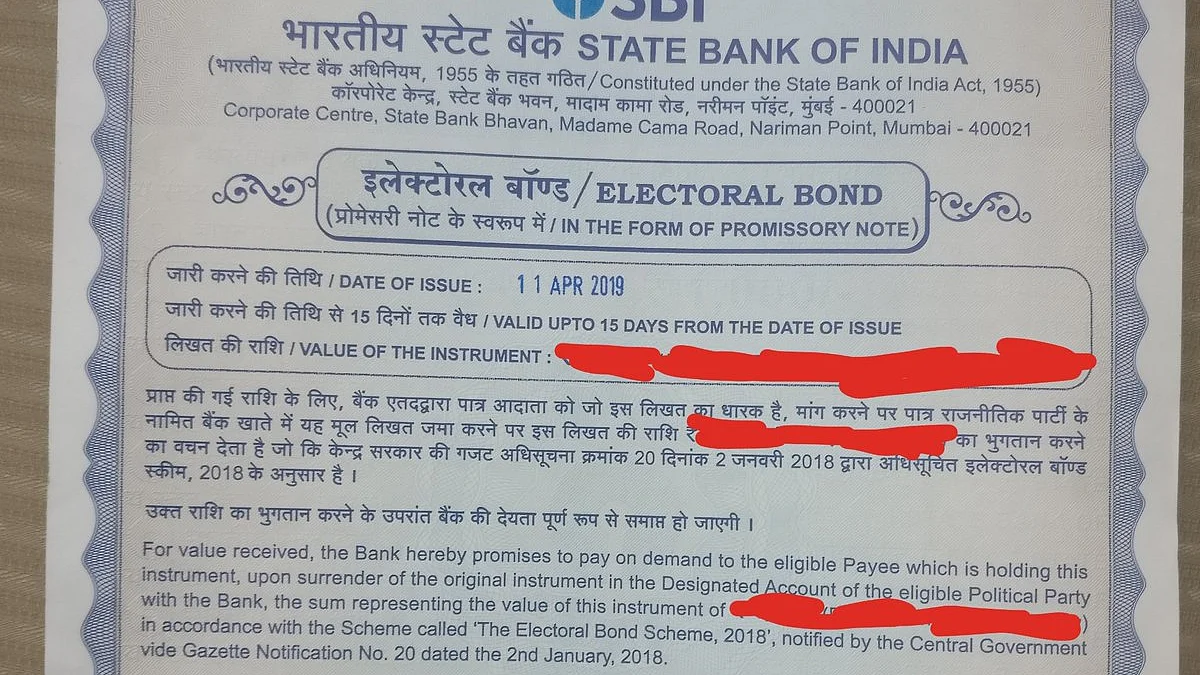 SBI
भारतीय स्टेट बैंक STATE BANK OF INDIA
(भारतीय स्टेट बैंक अधिनियम, 1955 के तहत गठित/Constituted under the State Bank of India Act, 1955)
कॉरपोरेट केन्द्र, स्टेट बैंक भवन, मादाम कामा रोड, नरीमन पॉइंट, मुंबई - 400021
Corporate Centre, State Bank Bhavan, Madame Cama Road, Nariman Point, Mumbai - 400021
इलेक्टोरल बॉण्ड/ELECTORAL BOND
(प्रोमेसरी नोट के स्वरूप में/IN THE FORM OF PROMISSORY NOTE)
जारी करने की तिथि / DATE OF ISSUE : 11 APR 2019
जारी करने की तिथि से 15 दिनों तक वैध / VALID UPTO 15 DAYS FROM THE DATE OF ISSUE
लिखत की राशि / VALUE OF THE INSTRUMENT :
प्राप्त की गई राशि के लिए, बैंक एतदद्वारा पात्र आदाता को जो इस लिखत का धारक है, मांग करने पर पात्र राजनीतिक पार्टी के
नामित बैंक खाते में यह मूल लिखत जमा करने पर इस लिखत की राशि का भुगतान करने
का वचन देता है जो कि केन्द्र सरकार की गजट अधिसूचना क्रमांक 20 दिनांक 2 जनवरी 2018 द्वारा अधिसूचित इलेक्टोरल बॉण्ड
स्कीम, 2018 के अनुसार है ।
उक्त राशि का भुगतान करने के उपरांत बैंक की देयता पूर्ण रूप से समाप्त हो जाएगी ।
For value received, the Bank hereby promises to pay on demand to the eligible Payee which is holding this
instrument, upon surrender of the original instrument in the Designated Account of the eligible Political Party
with the Bank, the sum representing the value of this instrument of )
in accordance with the Scheme called 'The Electoral Bond Scheme, 2018', notified by the Central Government
vide Gazette Notification No. 20 dated the 2nd January, 2018.